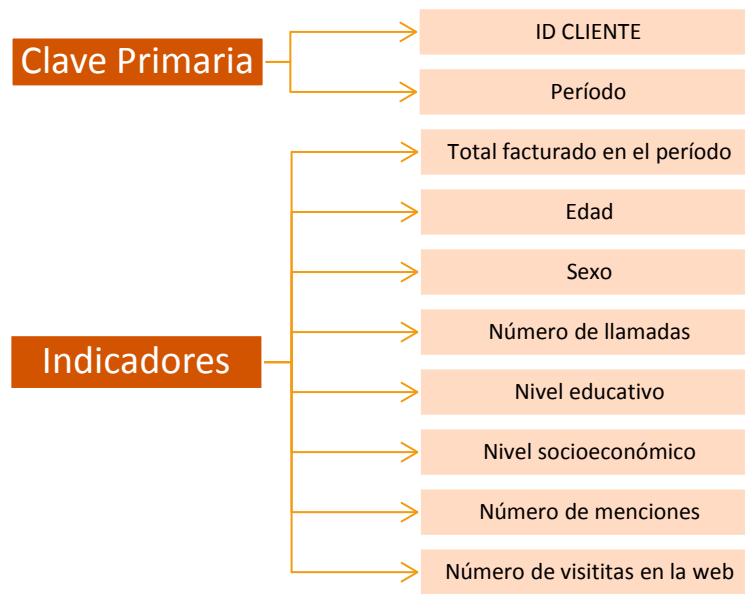 Clave Primaria
ID CLIENTE
Período
Indicadores
Total facturado en el período
Edad
Sexo
Número de llamadas
Nivel educativo
Nivel socioeconómico
Número de menciones
Número de visititas en la web